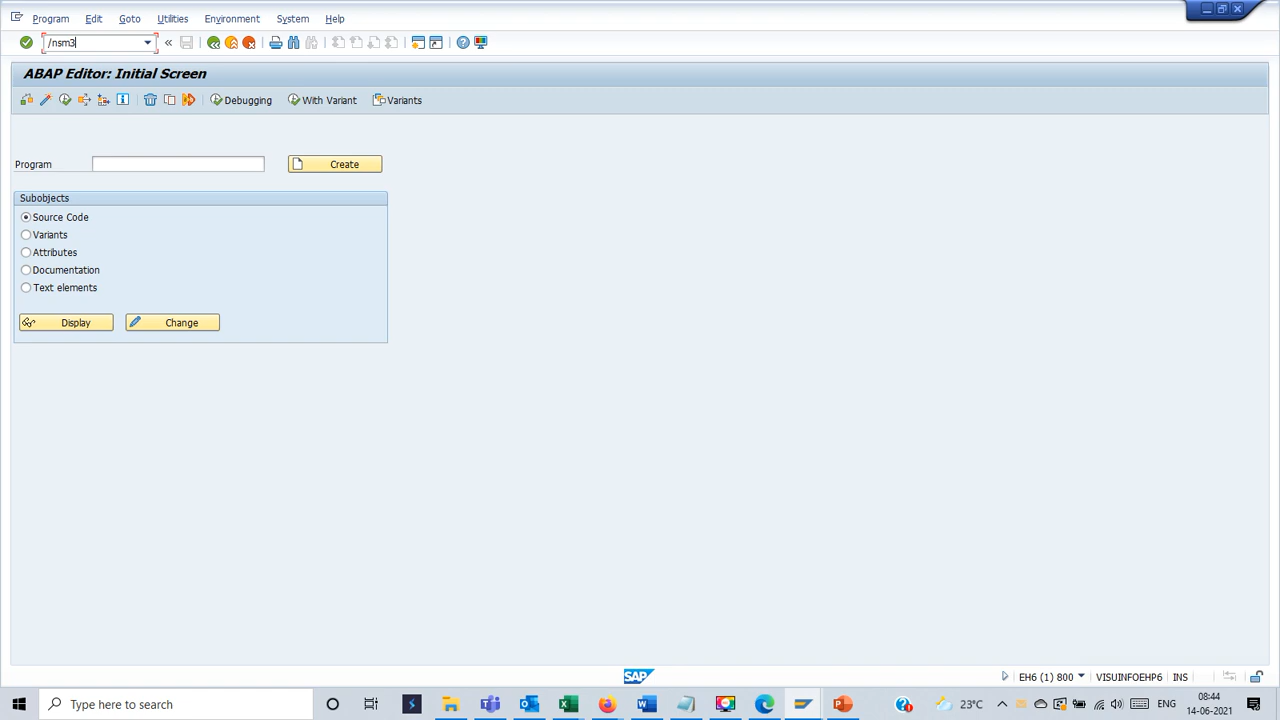 Program Edit Goto Utilities Environment System Help
/nsm3
ABAP Editor: Initial Screen
Debugging With Variant Variants
Program Create
Subobjects
Source Code
Variants
Attributes
Documentation
Text elements
Display Change
SAP EH6 (1) 800 VISUINFOEHP6 INS
Type here to search 23°C ENG 08:44
14-06-2021